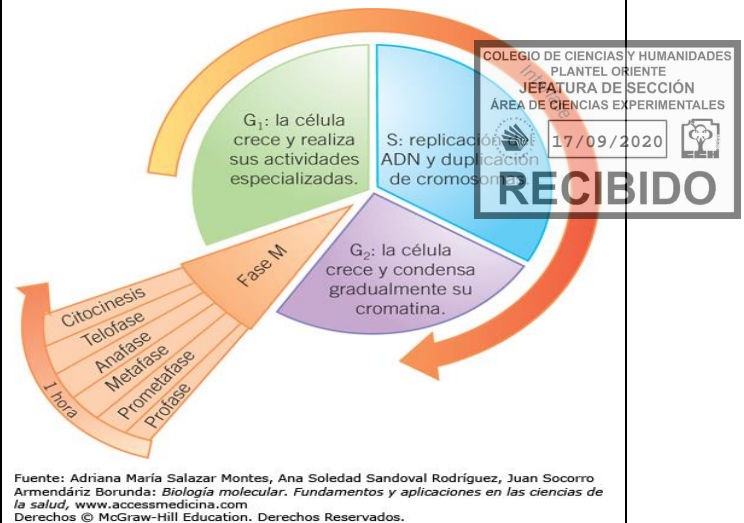 COLEGIO DE CIENCIAS Y HUMANIDADES
PLANTEL ORIENTE
JEFATURA DE SECCIÓN
ÁREA DE CIENCIAS EXPERIMENTALES
17/09/2020
RECIBIDO
Interfase
G₁: la célula
crece y realiza
sus actividades
especializadas.
S: replicación del
ADN y duplicación
de cromosomas.
G₂: la célula
crece y condensa
gradualmente su
cromatina.
Fase M
Citocinesis
Telofase
Anafase
Metafase
Prometafase
Profase
1 hora
Fuente: Adriana María Salazar Montes, Ana Soledad Sandoval Rodríguez, Juan Socorro
Armendáriz Borunda: Biología molecular. Fundamentos y aplicaciones en las ciencias de
la salud, www.accessmedicina.com
Derechos © McGraw-Hill Education. Derechos Reservados.